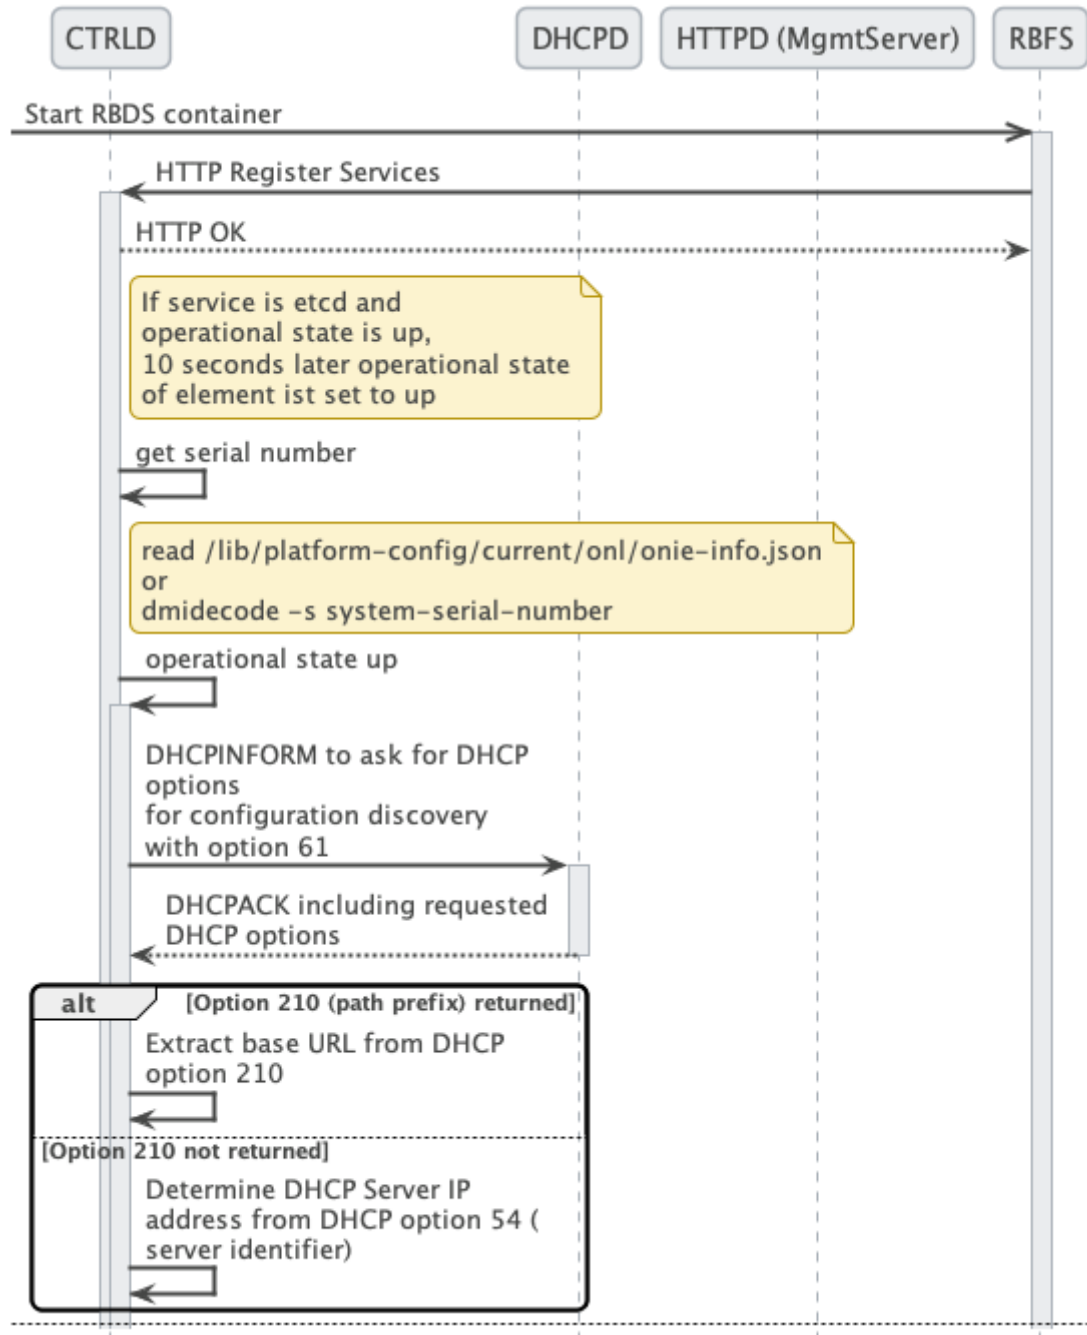 CTRLD
DHCPD
HTTPD (MgmtServer)
RBFS
Start RBDS container
HTTP Register Services
HTTP OK
If service is etcd and
operational state is up,
10 seconds later operational state
of element ist set to up
get serial number
read /lib/platform-config/current/onl/onie-info.json
or
dmidecode -s system-serial-number
operational state up
DHCPINFORM to ask for DHCP
options
for configuration discovery
with option 61
DHCPACK including requested
DHCP options
alt
[Option 210 (path prefix) returned]
Extract base URL from DHCP
option 210
[Option 210 not returned]
Determine DHCP Server IP
address from DHCP option 54 (
server identifier)